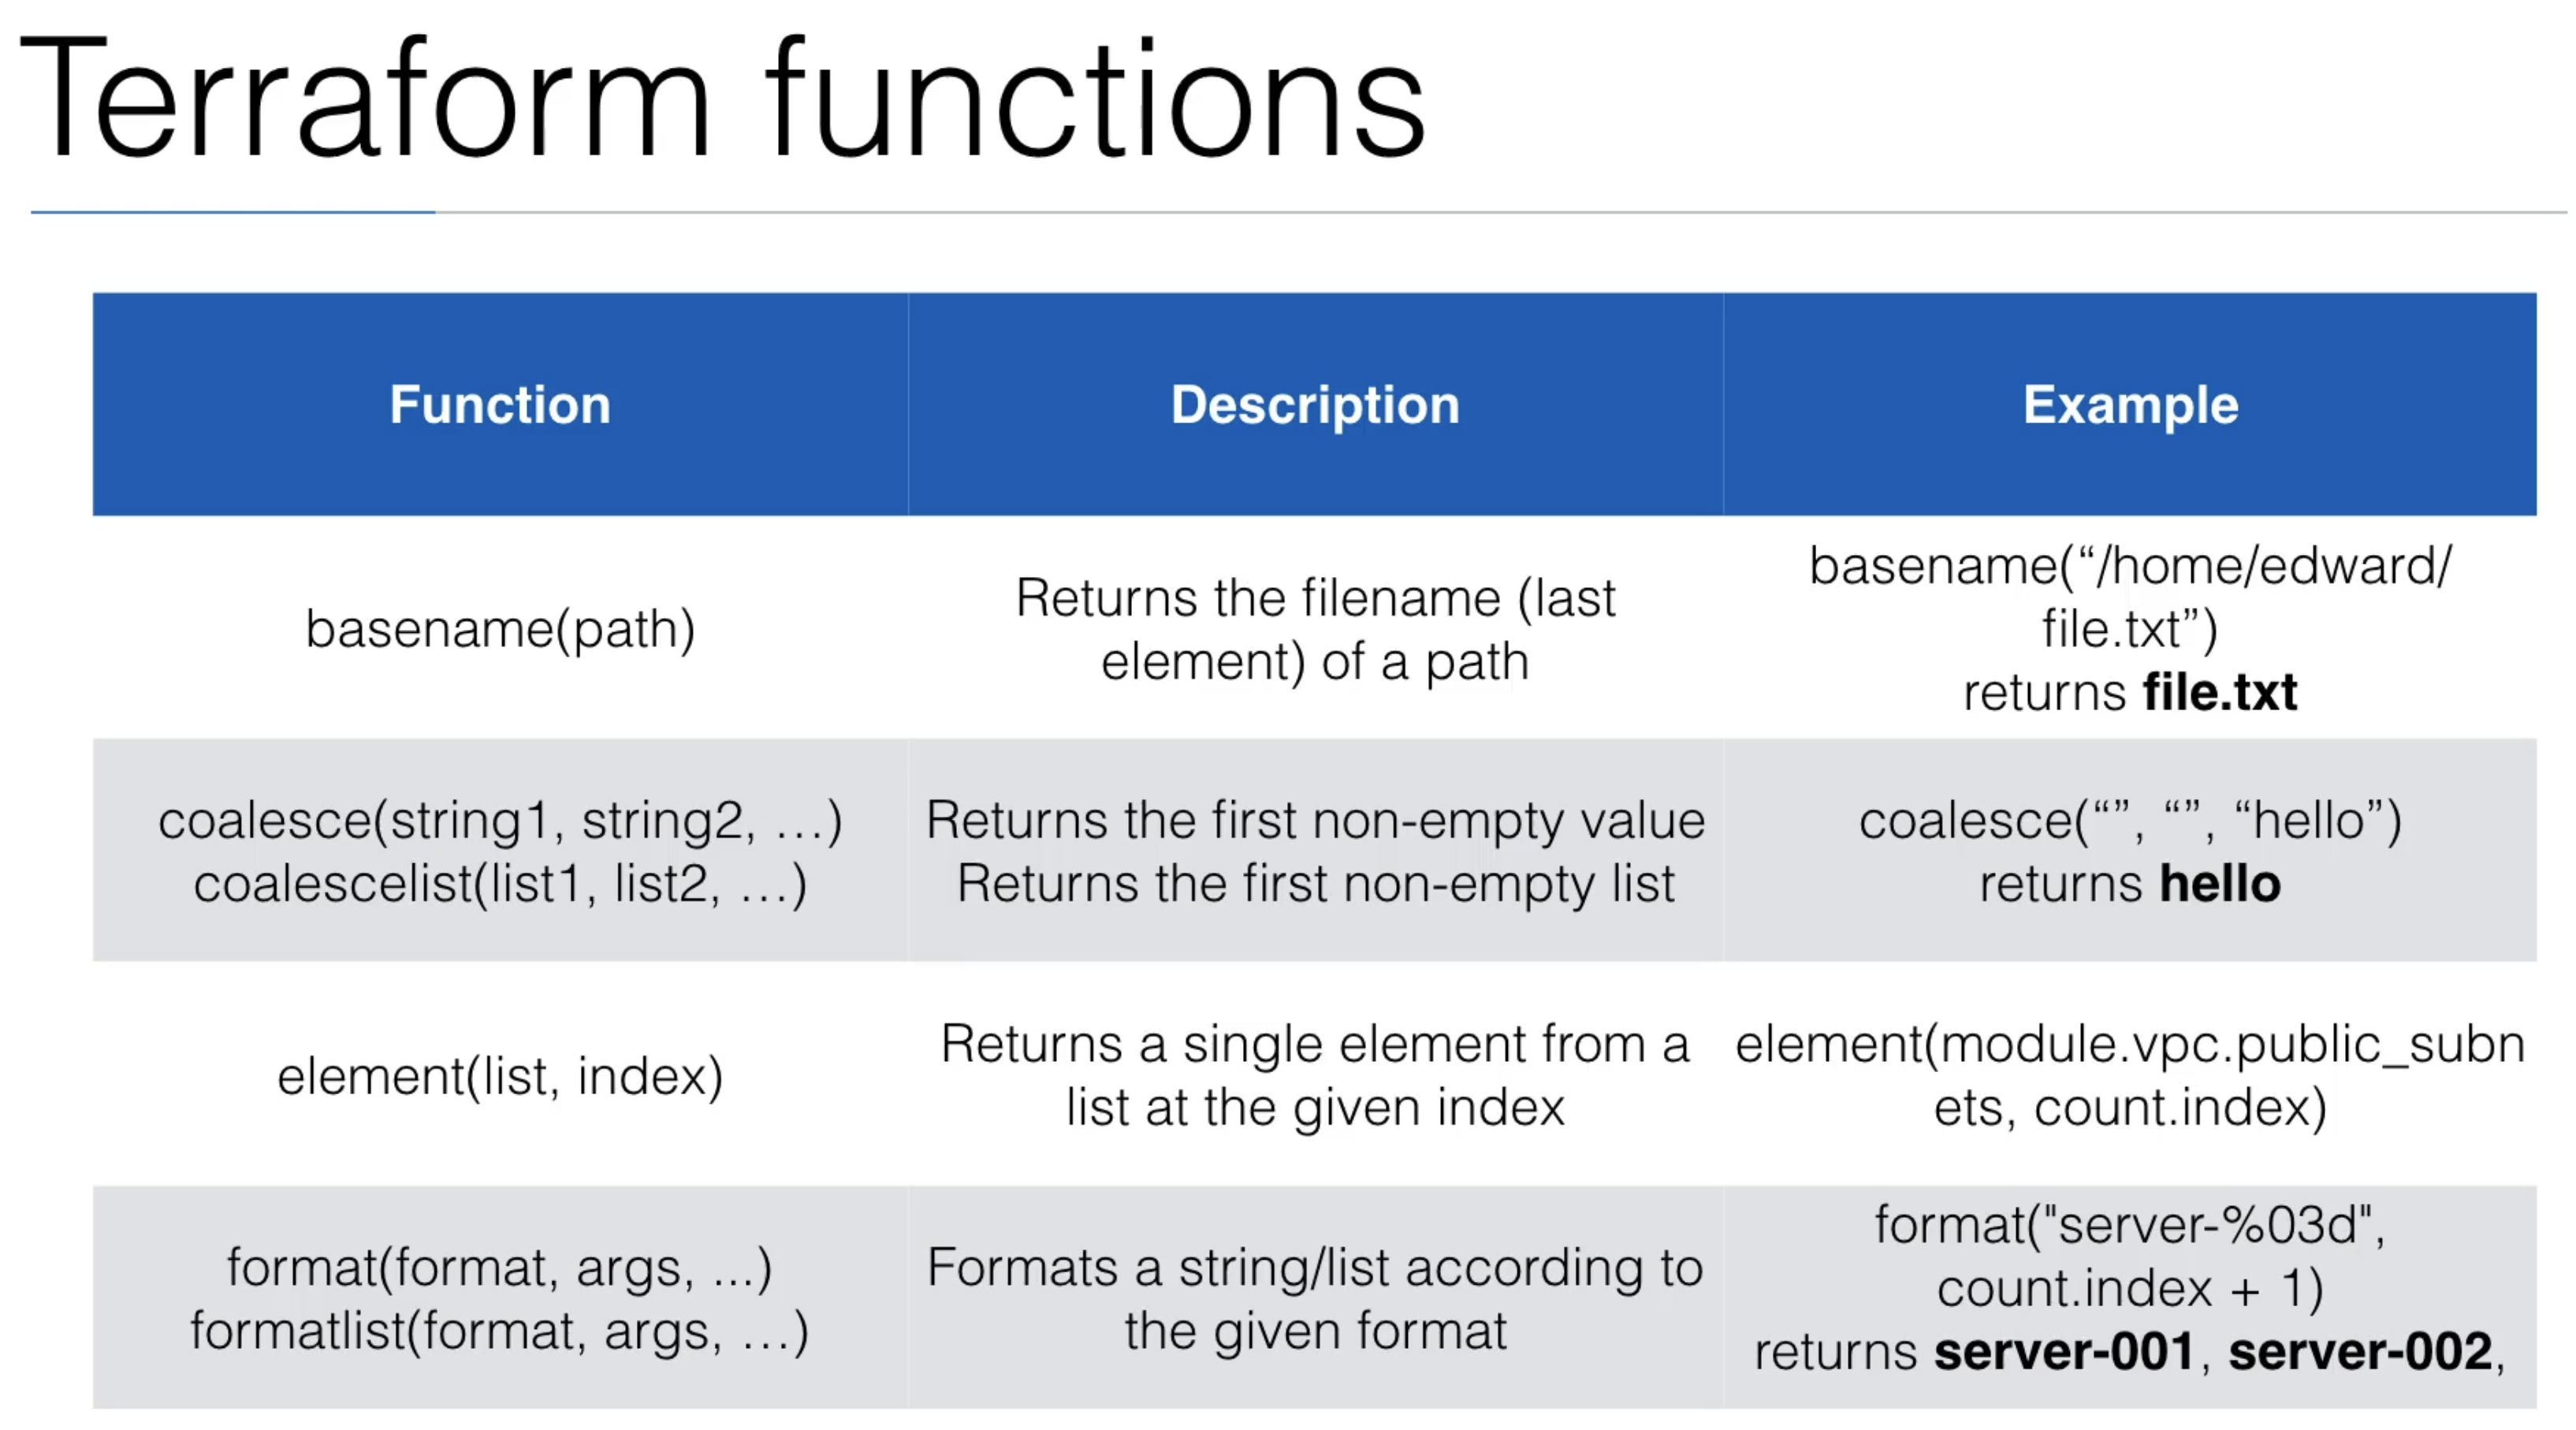 Terraform functions
Function
Description
Example
basename(path)
Returns the filename (last
element) of a path
basename(“/home/edward/
file.txt”)
returns file.txt
coalesce(string1, string2, …)
coalescelist(list1, list2, …)
Returns the first non-empty value
Returns the first non-empty list
coalesce(“”, “”, “hello”)
returns hello
element(list, index)
Returns a single element from a
list at the given index
element(module.vpc.public_subn
ets, count.index)
format(format, args, ...)
formatlist(format, args, …)
Formats a string/list according to
the given format
format("server-%03d",
count.index + 1)
returns server-001, server-002,